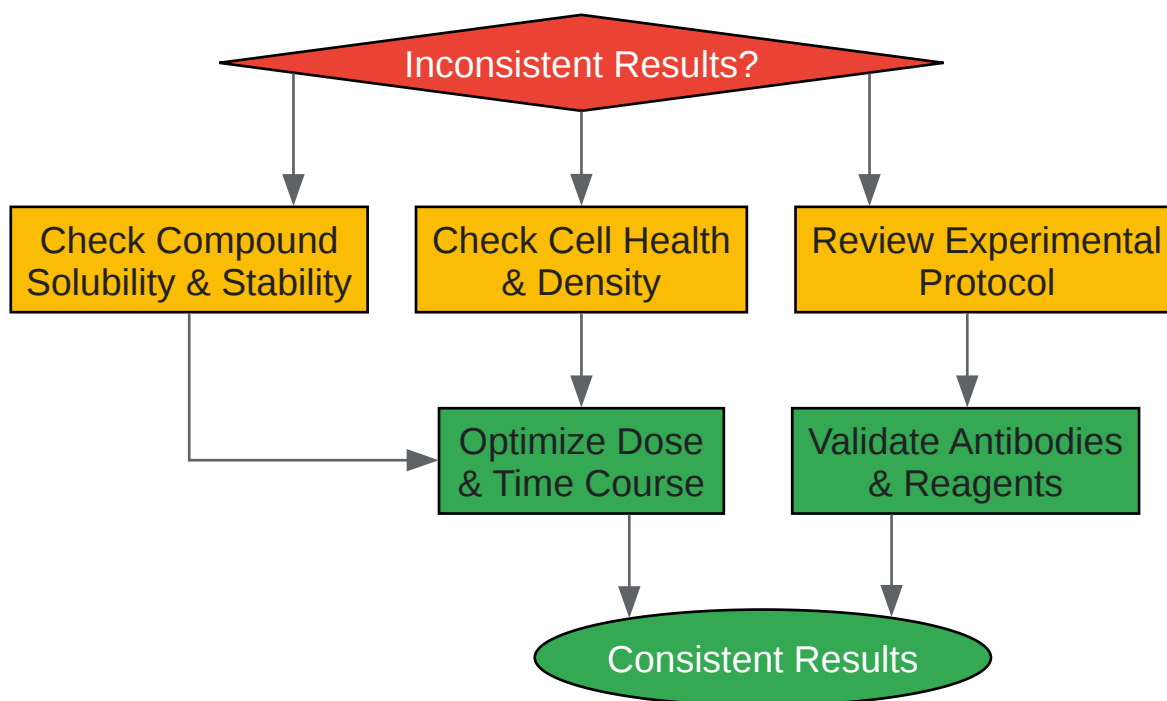 Inconsistent Results?
Check Compound
Solubility & Stability
Check Cell Health
& Density
Review Experimental
Protocol
Optimize Dose
& Time Course
Validate Antibodies
& Reagents
Consistent Results